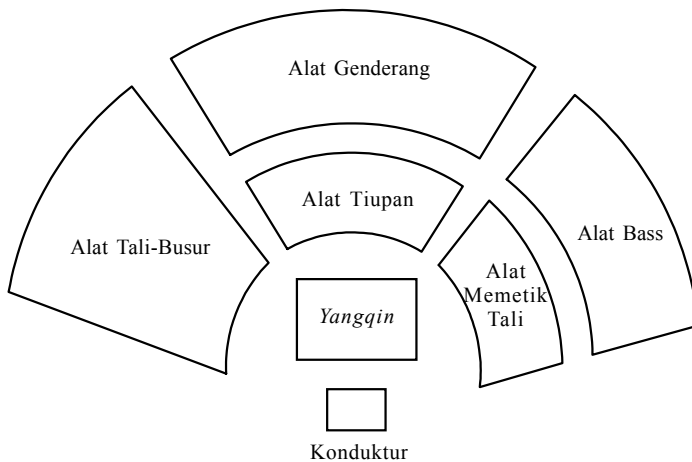 Alat Genderang
Alat Tiupan
Alat Tali-Busur
Alat Bass
Alat
Memetik
Tali
Yangqin
Konduktur